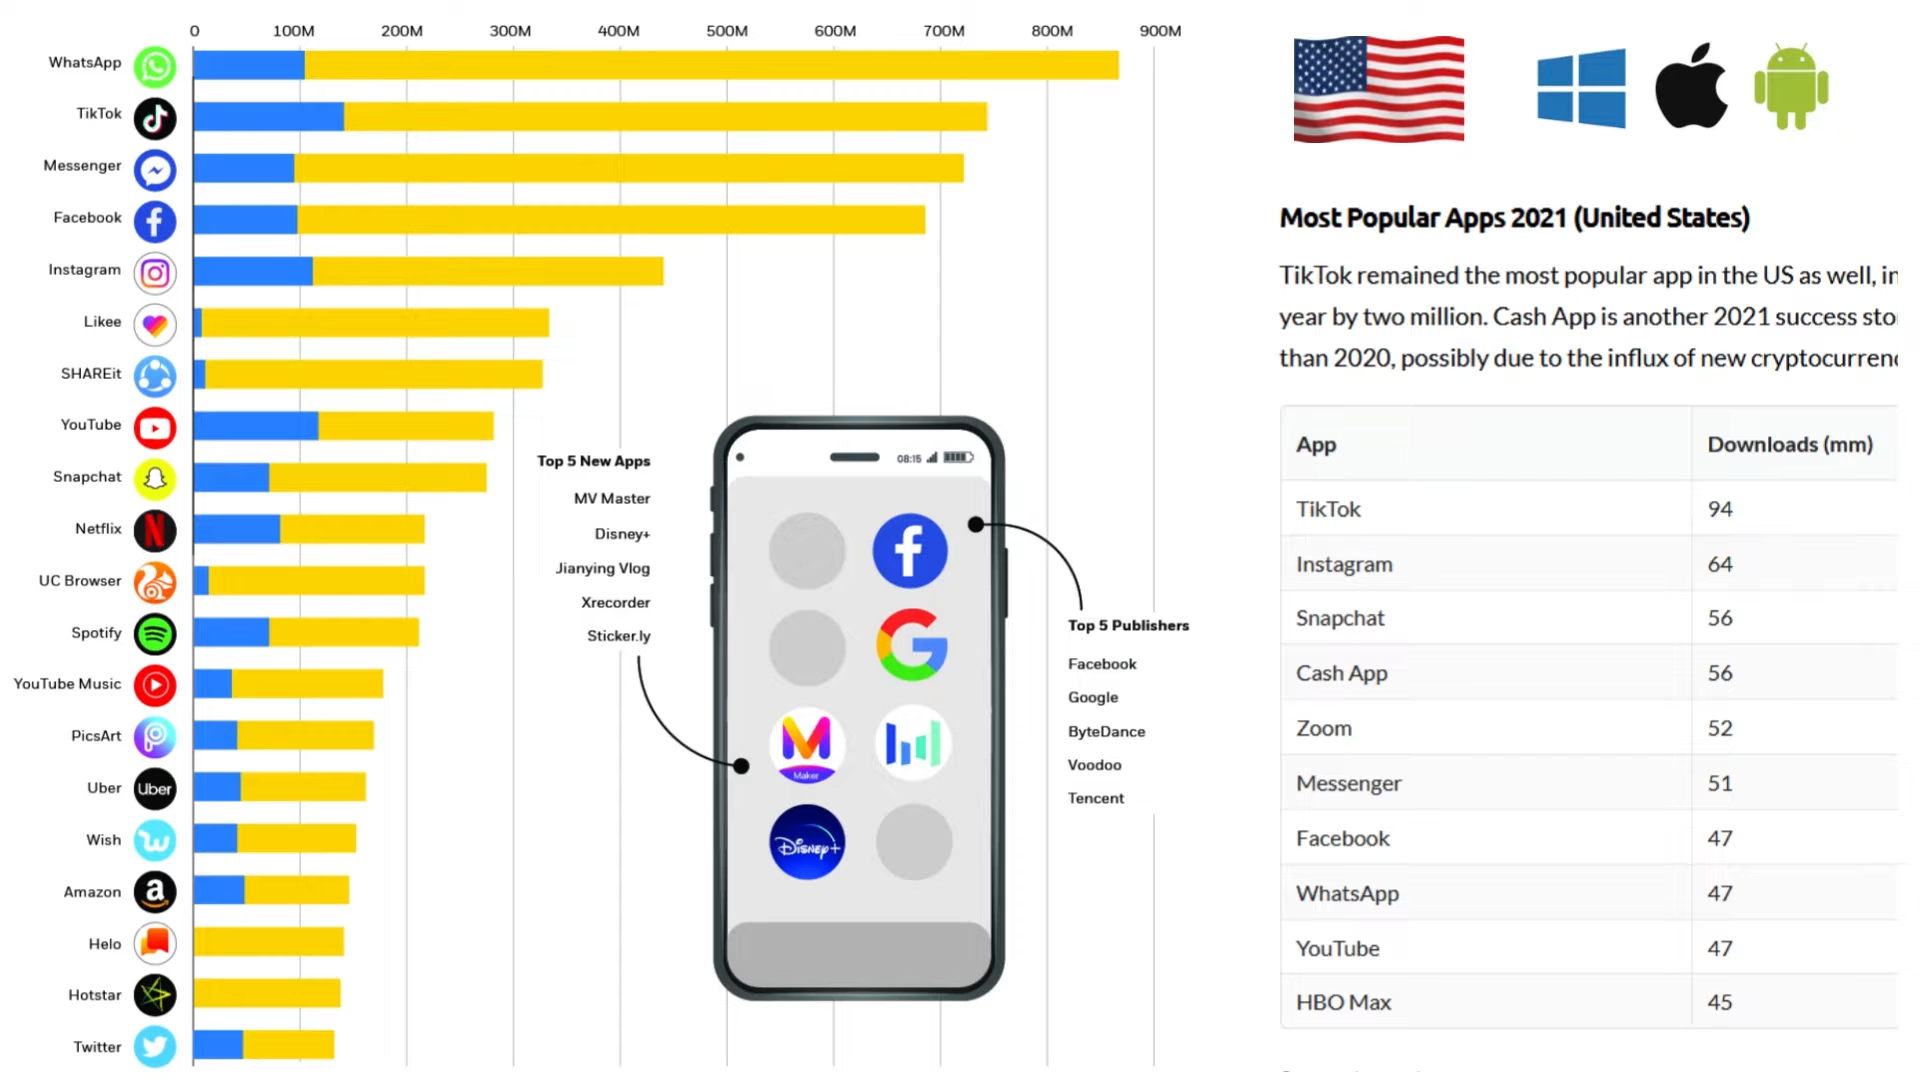 0 100M 200M 300M 400M 500M 600M 700M 800M 900M
WhatsApp
TikTok
Messenger
Facebook
Instagram
Likee
SHAREit
YouTube
Snapchat
Netflix
UC Browser
Spotify
YouTube Music
PicsArt
Uber
Uber
Wish
Amazon
Helo
Hotstar
Twitter
Top 5 New Apps
MV Master
Disney+
Jianying Vlog
Xrecorder
Sticker.ly
08:15
Maker
Disney+
Top 5 Publishers
Facebook
Google
ByteDance
Voodoo
Tencent
Most Popular Apps 2021 (United States)
TikTok remained the most popular app in the US as well, in
year by two million. Cash App is another 2021 success
than 2020, possibly due to the influx of new
App Downloads (mm)
TikTok 94
Instagram 64
Snapchat 56
Cash App 56
Zoom 52
Messenger 51
Facebook 47
WhatsApp 47
YouTube 47
HBO Max 45